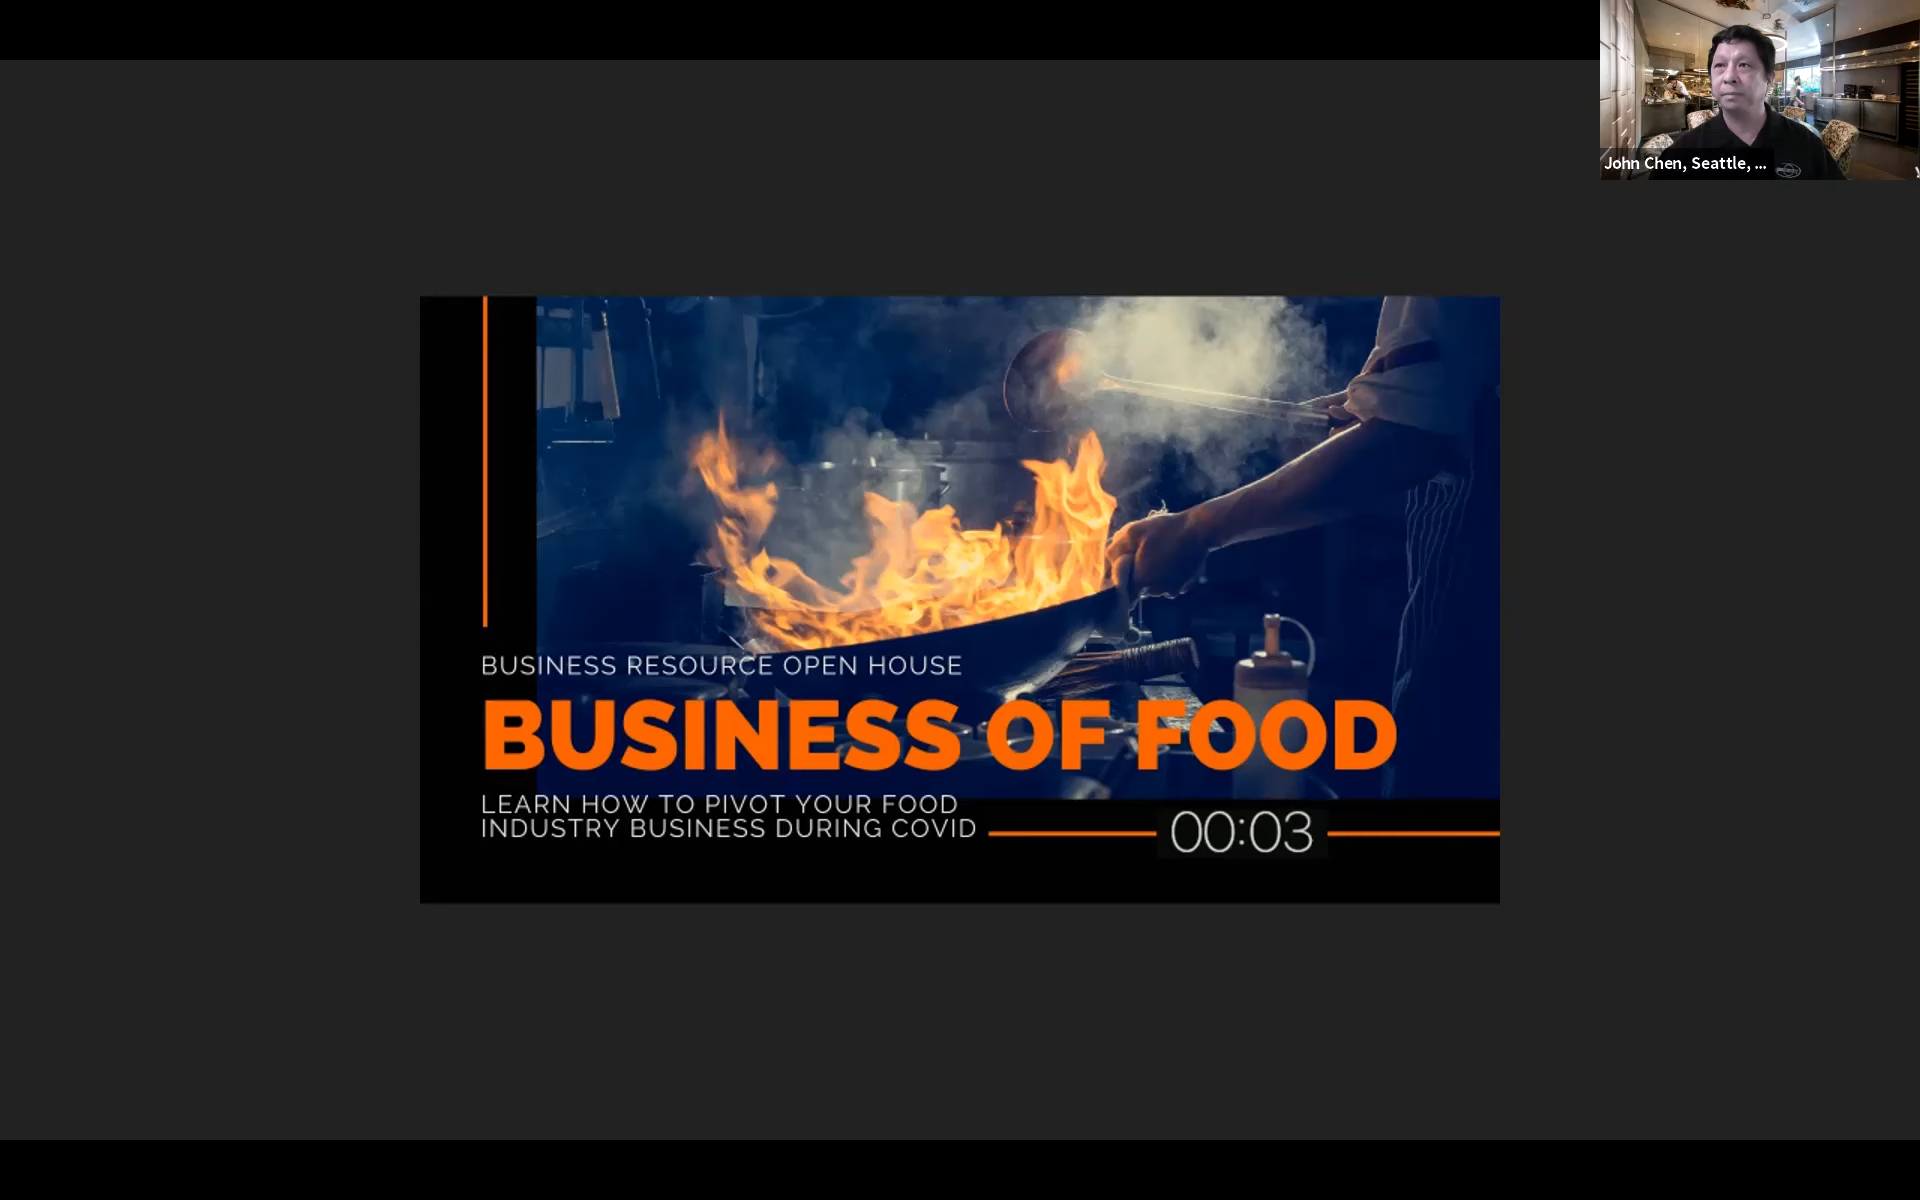 John Chen, Seattle, ...
BUSINESS RESOURCE OPEN HOUSE
BUSINESS OF FOOD
LEARN HOW TO PIVOT YOUR FOOD
INDUSTRY BUSINESS DURING COVID
00:03